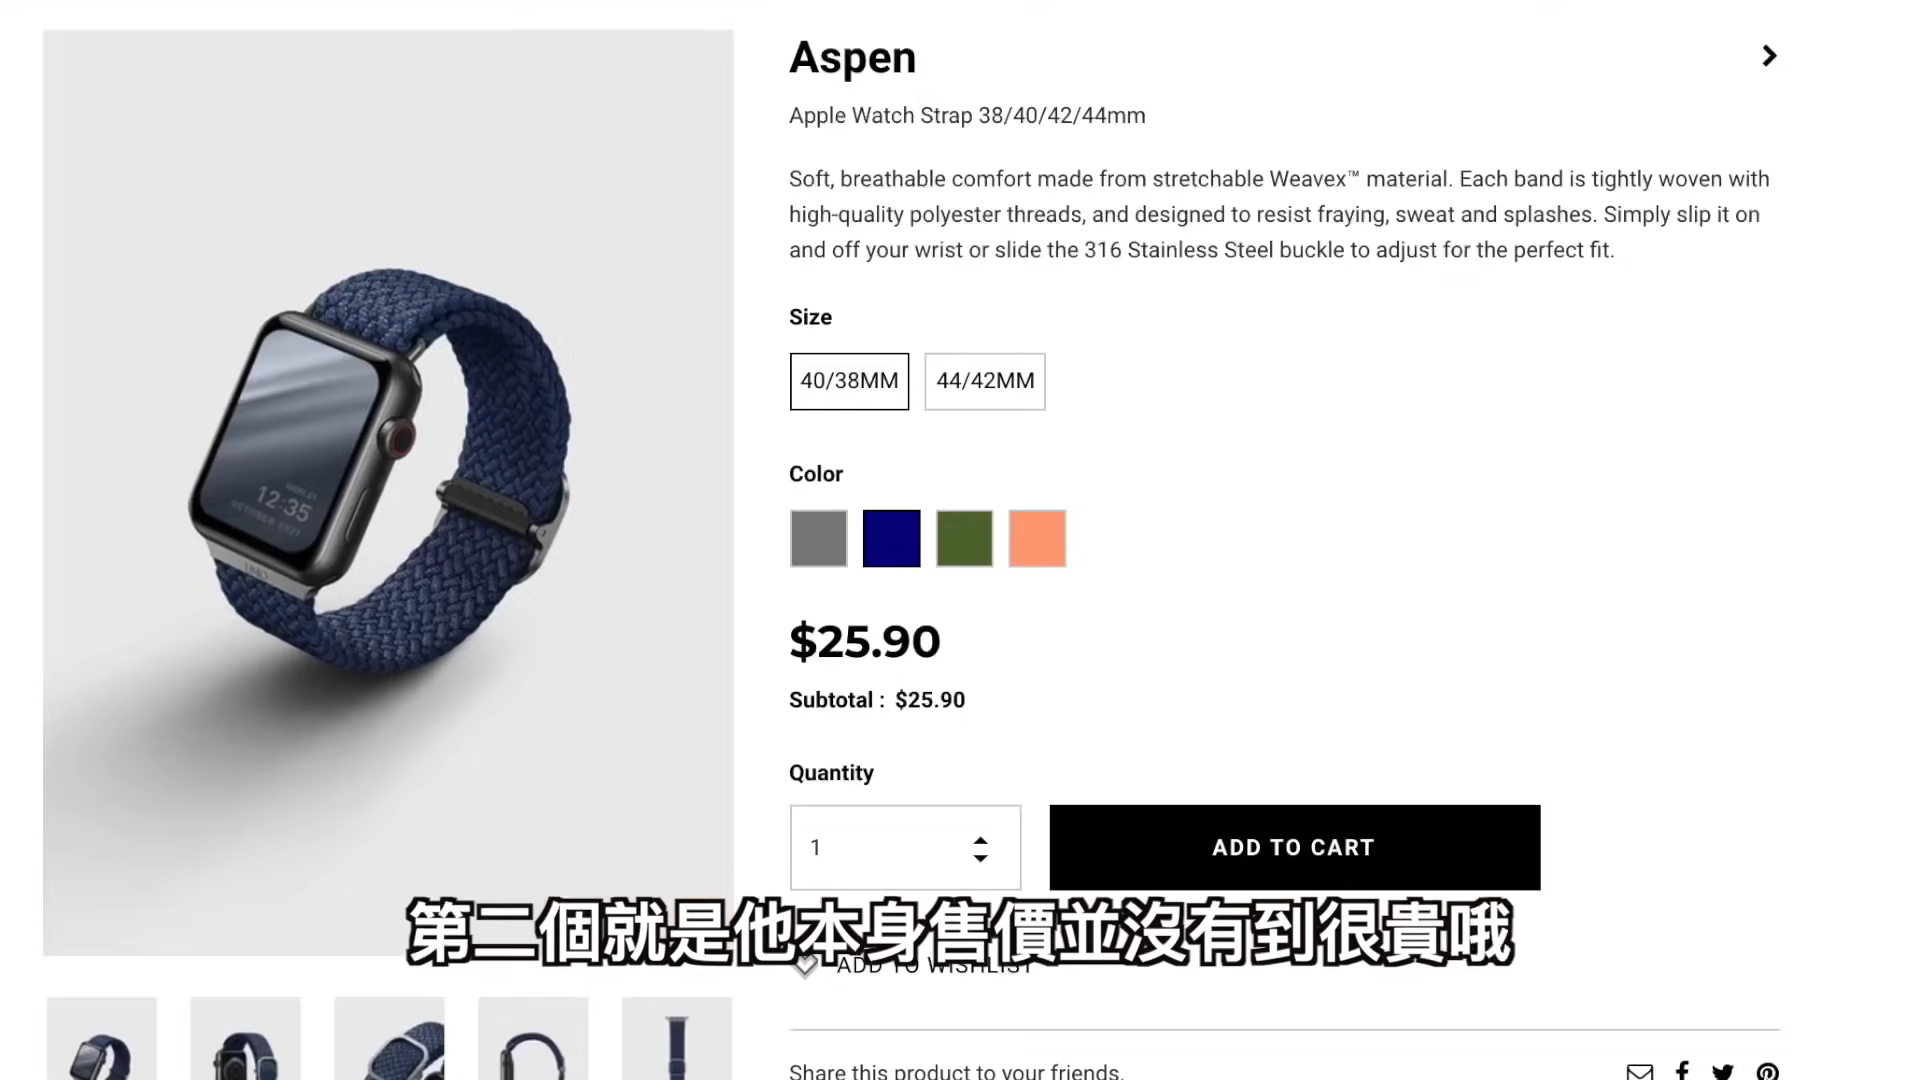 Aspen
Apple Watch Strap 38/40/42/44mm
Soft, breathable comfort made from stretchable Weavex™ material. Each band is tightly woven with
high-quality polyester threads, and designed to resist fraying, sweat and splashes. Simply slip it on
and off your wrist or slide the 316 Stainless Steel buckle to adjust for the perfect fit.
Size
40/38MM 44/42MM
Color
12:35
OCTOBER 2021
$25.90
Subtotal : $25.90
Quantity
1
ADD TO CART
第二個就是他本身售價並沒有到很貴哦
ADD TO WISHLIST
Share this product to your friends.